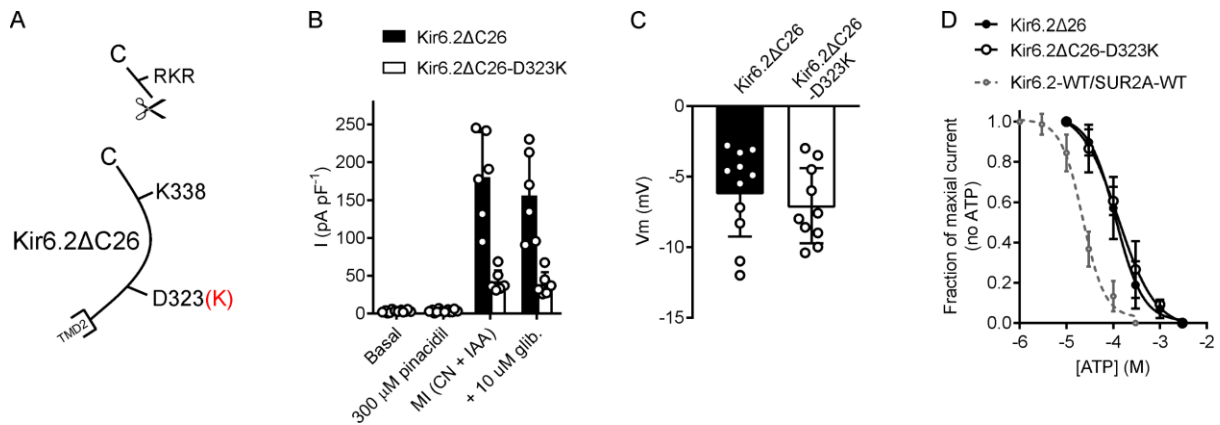 A
C
RKR
C
K338
Kir6.2ΔC26
D323(K)
TMD2
B
Kir6.2ΔC26
Kir6.2ΔC26-D323K
I (pA pF⁻¹)
250
200
150
100
50
0
Basal
300 μM pinacidil
MI (CN + IAA)
+ 10 uM glib.
C
Kir6.2ΔC26
Kir6.2ΔC26
-D323K
Vm (mV)
0
-5
-10
-15
D
Kir6.2Δ26
Kir6.2ΔC26-D323K
Kir6.2-WT/SUR2A-WT
Fraction of maxial current
(no ATP)
1.0
0.8
0.6
0.4
0.2
0.0
-6 -5 -4 -3 -2
[ATP] (M)